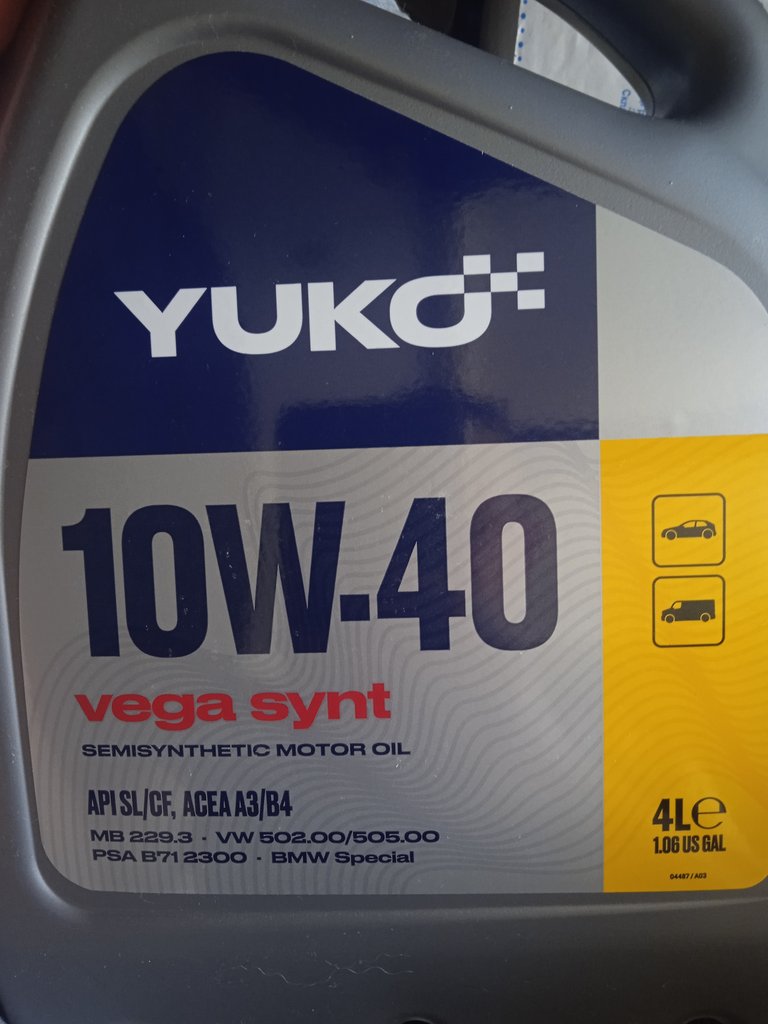 YUKO
10W-40
vega synt
SEMISYNTHETIC MOTOR OIL
API SL/CF, ACEA A3/B4
MB 229.3 · VW 502.00/505.00
PSA B71 2300 · BMW Special
4L℮
1.06 US GAL
04487 / A03